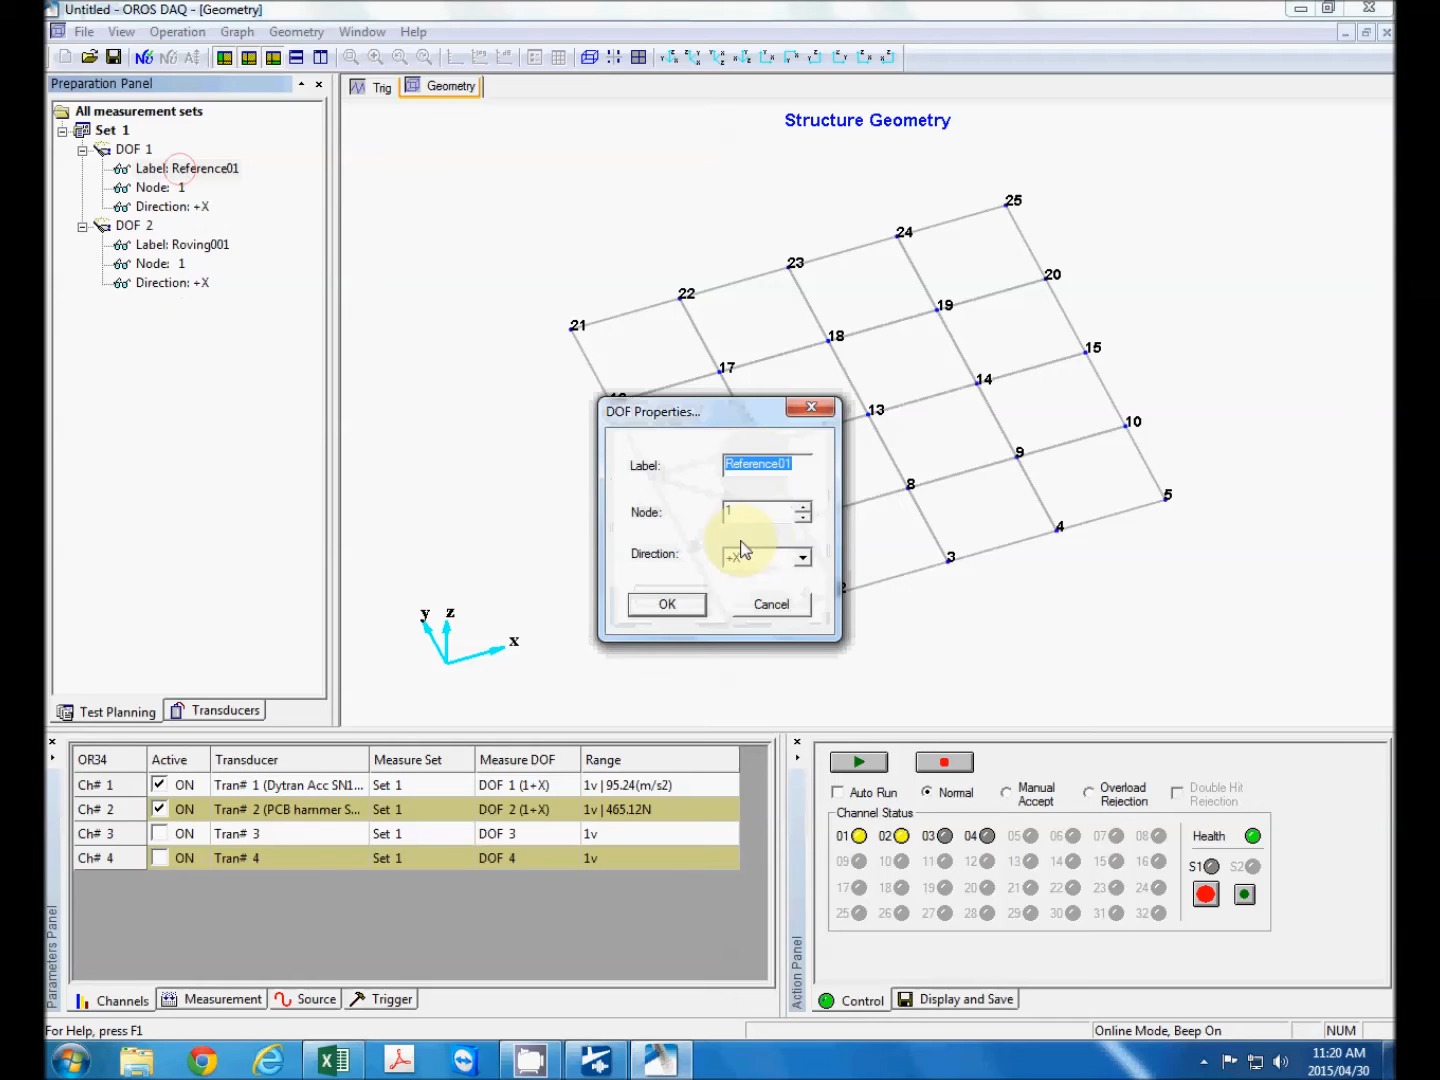 Untitled - OROS DAQ - [Geometry]
File View Operation Graph Geometry Window Help
Preparation Panel
All measurement sets
Set 1
DOF 1
Label: Reference01
Node: 1
Direction: +X
DOF 2
Label: Roving001
Node: 1
Direction: +X
Test Planning Transducers
Trig Geometry
Structure Geometry
25
24
23
20
22
19
21
18
15
17
14
13
10
9
8
5
4
3
y z
x
DOF Properties...
Label: Reference01
Node: 1
Direction: +X
OK Cancel
OR34 Active Transducer Measure Set Measure DOF Range
Ch# 1 ON Tran# 1 (Dytran Acc SN1... Set 1 DOF 1 (1+X) 1v | 95.24(m/s2)
Ch# 2 ON Tran# 2 (PCB hammer S... Set 1 DOF 2 (1+X) 1v | 465.12N
Ch# 3 ON Tran# 3 Set 1 DOF 3 1v
Ch# 4 ON Tran# 4 Set 1 DOF 4 1v
Parameters Panel
Channels Measurement Source Trigger
Action Panel
Auto Run Normal Manual Accept Overload Rejection Double Hit Rejection
Channel Status
01 02 03 04 05 06 07 08
09 10 11 12 13 14 15 16
17 18 19 20 21 22 23 24
25 26 27 28 29 30 31 32
Health
S1 S2
Control Display and Save
For Help, press F1
Online Mode, Beep On NUM
11:20 AM
2015/04/30